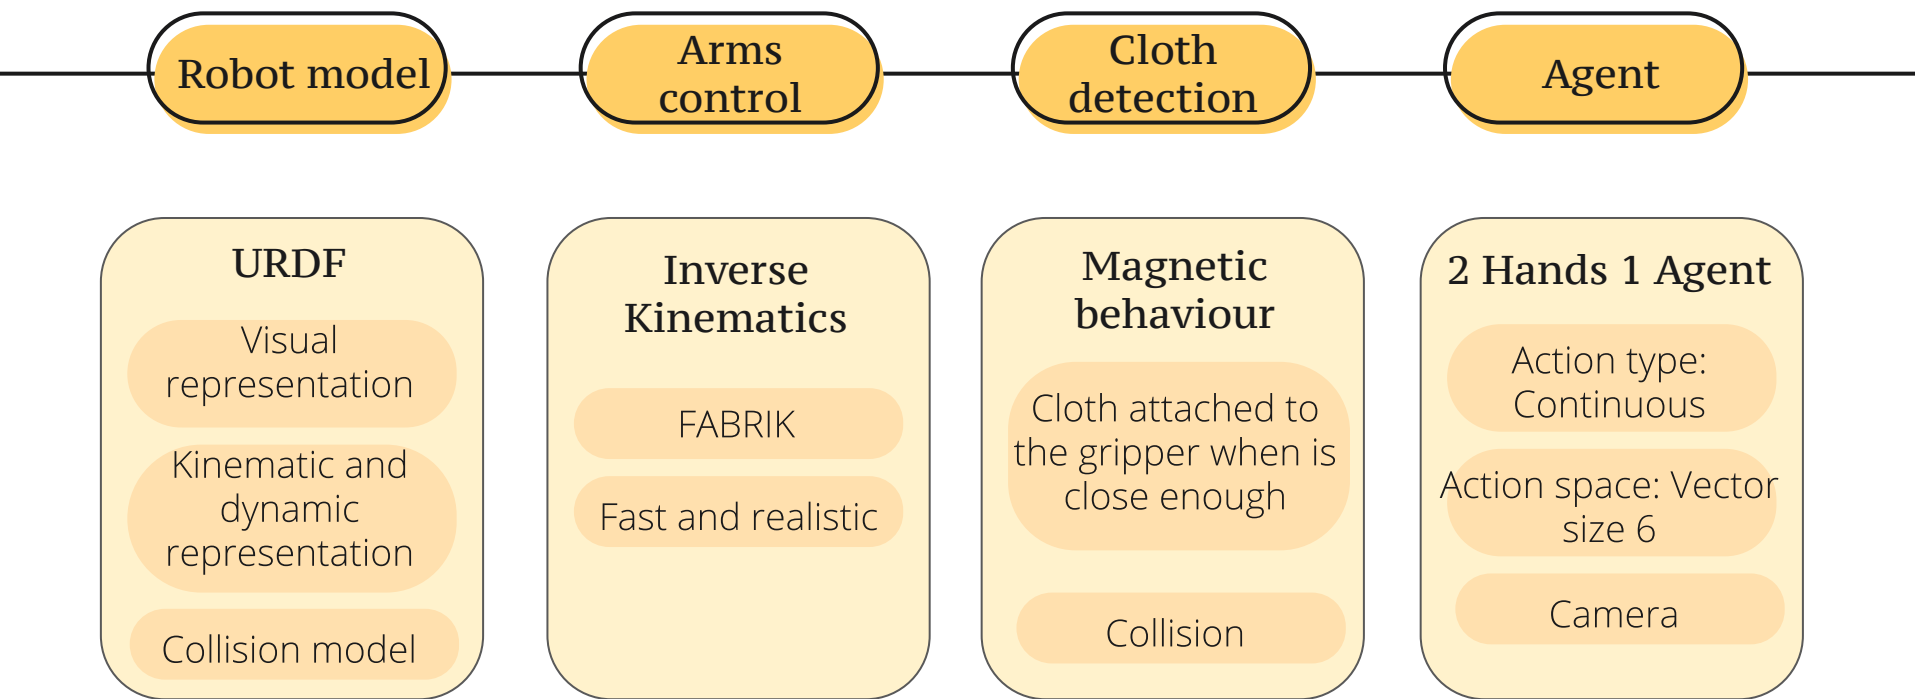 Robot model
Arms
control
Cloth
detection
Agent
URDF
Visual
representation
Kinematic and
dynamic
representation
Collision model
Inverse
Kinematics
FABRIK
Fast and realistic
Magnetic
behaviour
Cloth attached to
the gripper when is
close enough
Collision
2 Hands 1 Agent
Action type:
Continuous
Action space: Vector
size 6
Camera